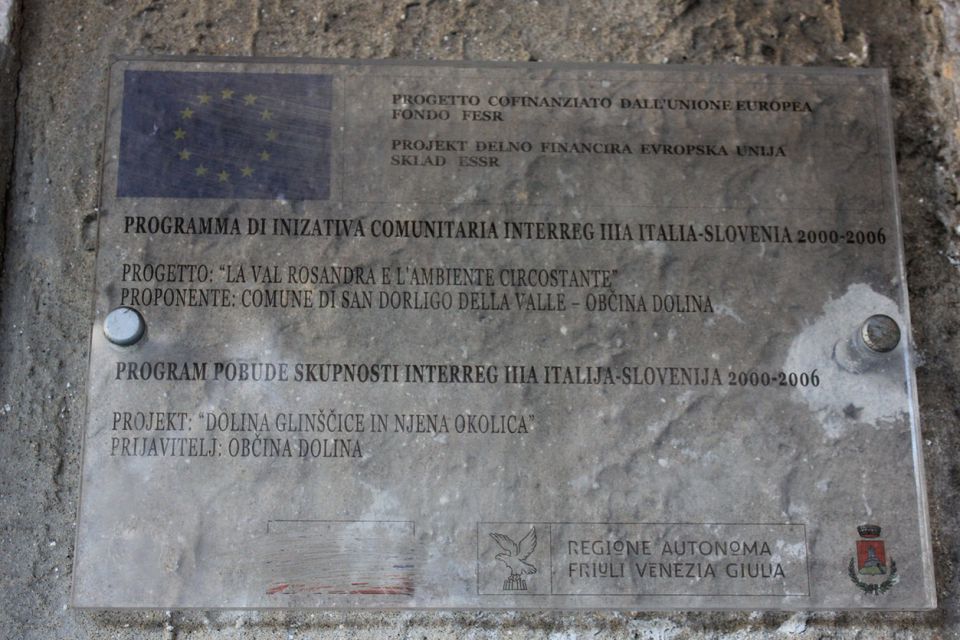 PROGETTO COFINANZIATO DALL'UNIONE EUROPEA
FONDO FESR
PROJEKT DELNO FINANCIRA EVROPSKA UNIJA
SKLAD ESSR
PROGRAMMA DI INIZATIVA COMUNITARIA INTERREG IIIA ITALIA-SLOVENIA 2000-2006
PROGETTO: “LA VAL ROSANDRA E L'AMBIENTE CIRCOSTANTE”
PROPONENTE: COMUNE DI SAN DORLIGO DELLA VALLE – OBČINA DOLINA
PROGRAM POBUDE SKUPNOSTI INTERREG IIIA ITALIJA-SLOVENIJA 2000-2006
PROJEKT: “DOLINA GLINŠČICE IN NJENA OKOLICA”
PRIJAVITELJ: OBČINA DOLINA
REGIONE AUTONOMA
FRIULI VENEZIA GIULIA